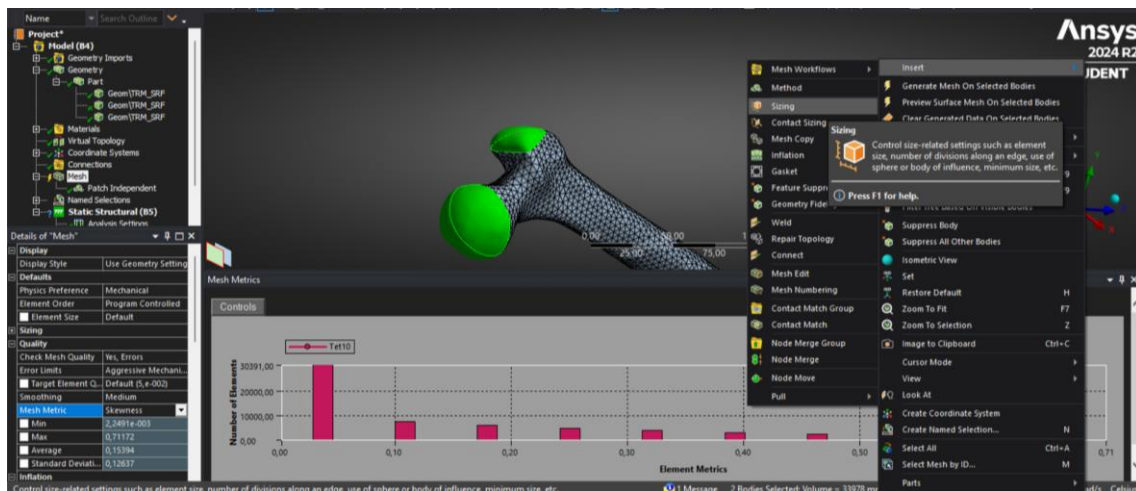 Name
Search Outline
Project*
Model (B4)
Geometry Imports
Geometry
Part
Geom\TRM_SRF
Geom\TRM_SRF
Geom\TRM_SRF
Materials
Virtual Topology
Coordinate Systems
Connections
Mesh
Patch Independent
Named Selections
Static Structural (B5)
Analysis Settings
Details of "Mesh"
Display
Display Style Use Geometry Setting
Defaults
Physics Preference Mechanical
Element Order Program Controlled
Element Size Default
Sizing
Quality
Check Mesh Quality Yes, Errors
Error Limits Aggressive Mechani...
Target Element Q... Default (5,e-002)
Smoothing Medium
Mesh Metric Skewness
Min 2,2491e-003
Max 0,71172
Average 0,15394
Standard Deviati... 0,12637
Inflation
Ansys
2024 R2
UDENT
0,00
25,00
75,00
Mesh Workflows
Method
Sizing
Contact Sizing
Mesh Copy
Inflation
Gasket
Weld
Repair Topology
Connect
Mesh Edit
Mesh Numbering
Contact Match Group
Contact Match
Node Merge Group
Node Merge
Node Move
Pull
Insert
Generate Mesh On Selected Bodies
Preview Surface Mesh On Selected Bodies
Clear Generated Data On Selected Bodies
Sizing
Control size-related settings such as element
size, number of divisions along an edge, use of
sphere or body of influence, minimum size, etc.
Press F1 for help.
Suppress Body
Suppress All Other Bodies
Isometric View
Set
Restore Default H
Zoom To Fit F7
Zoom To Selection Z
Image to Clipboard Ctrl+C
Cursor Mode
View
Look At
Create Coordinate System
Create Named Selection... N
Select All Ctrl+A
Select Mesh by ID... M
Parts
Mesh Metrics
Controls
Tet10
Number of Elements
30391,00
20000,00
10000,00
0,00
0,00
0,10
0,20
0,30
0,40
0,50
0,71
Element Metrics
Control size-related settings such as element size, number of divisions along an edge, use of sphere or body of influence, minimum size, etc.
1 Message
2 Bodies Selected: Volume = 33978